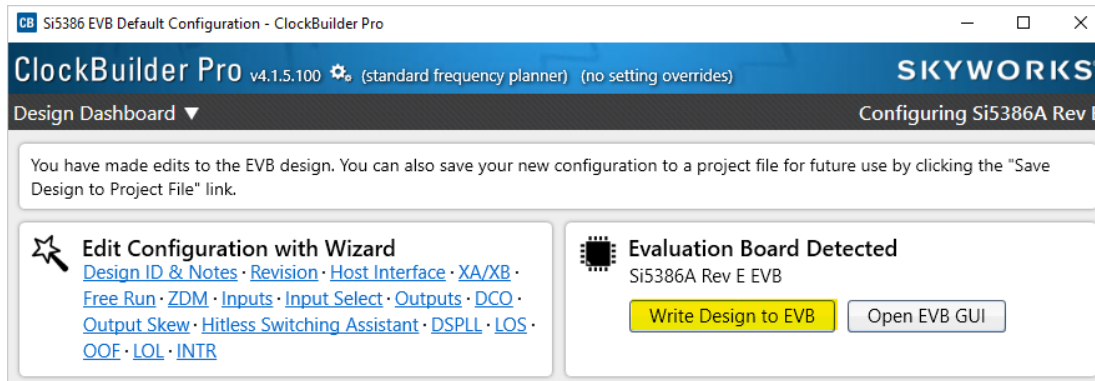 CB Si5386 EVB Default Configuration - ClockBuilder Pro
ClockBuilder Pro v4.1.5.100 (standard frequency planner) (no setting overrides) SKYWORKS
Design Dashboard ▼ Configuring Si5386A Rev E
You have made edits to the EVB design. You can also save your new configuration to a project file for future use by clicking the "Save
Design to Project File" link.
Edit Configuration with Wizard
Design ID & Notes · Revision · Host Interface · XA/XB ·
Free Run · ZDM · Inputs · Input Select · Outputs · DCO ·
Output Skew · Hitless Switching Assistant · DSPLL · LOS ·
OOF · LOL · INTR
Evaluation Board Detected
Si5386A Rev E EVB
Write Design to EVB Open EVB GUI